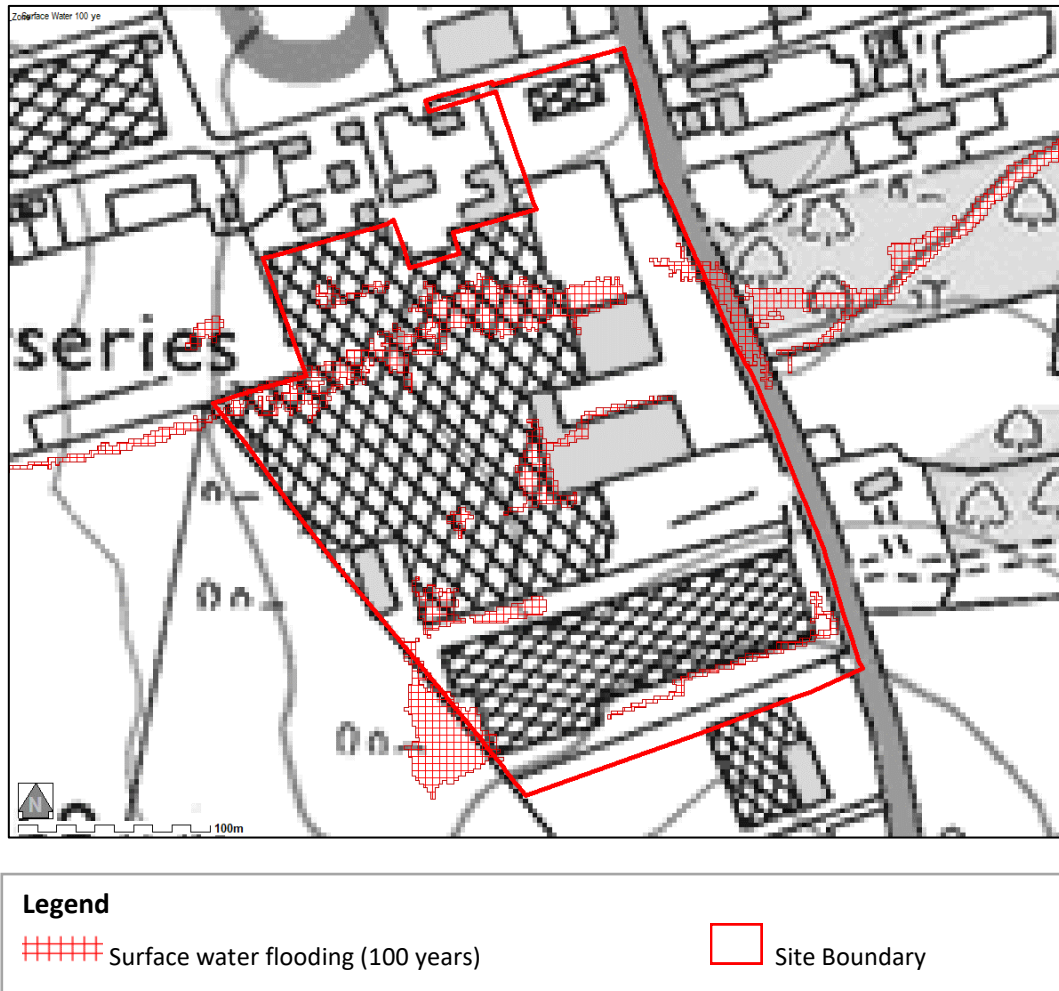 Surface Water 100 ye
series
N
100m
Legend
Surface water flooding (100 years)
Site Boundary